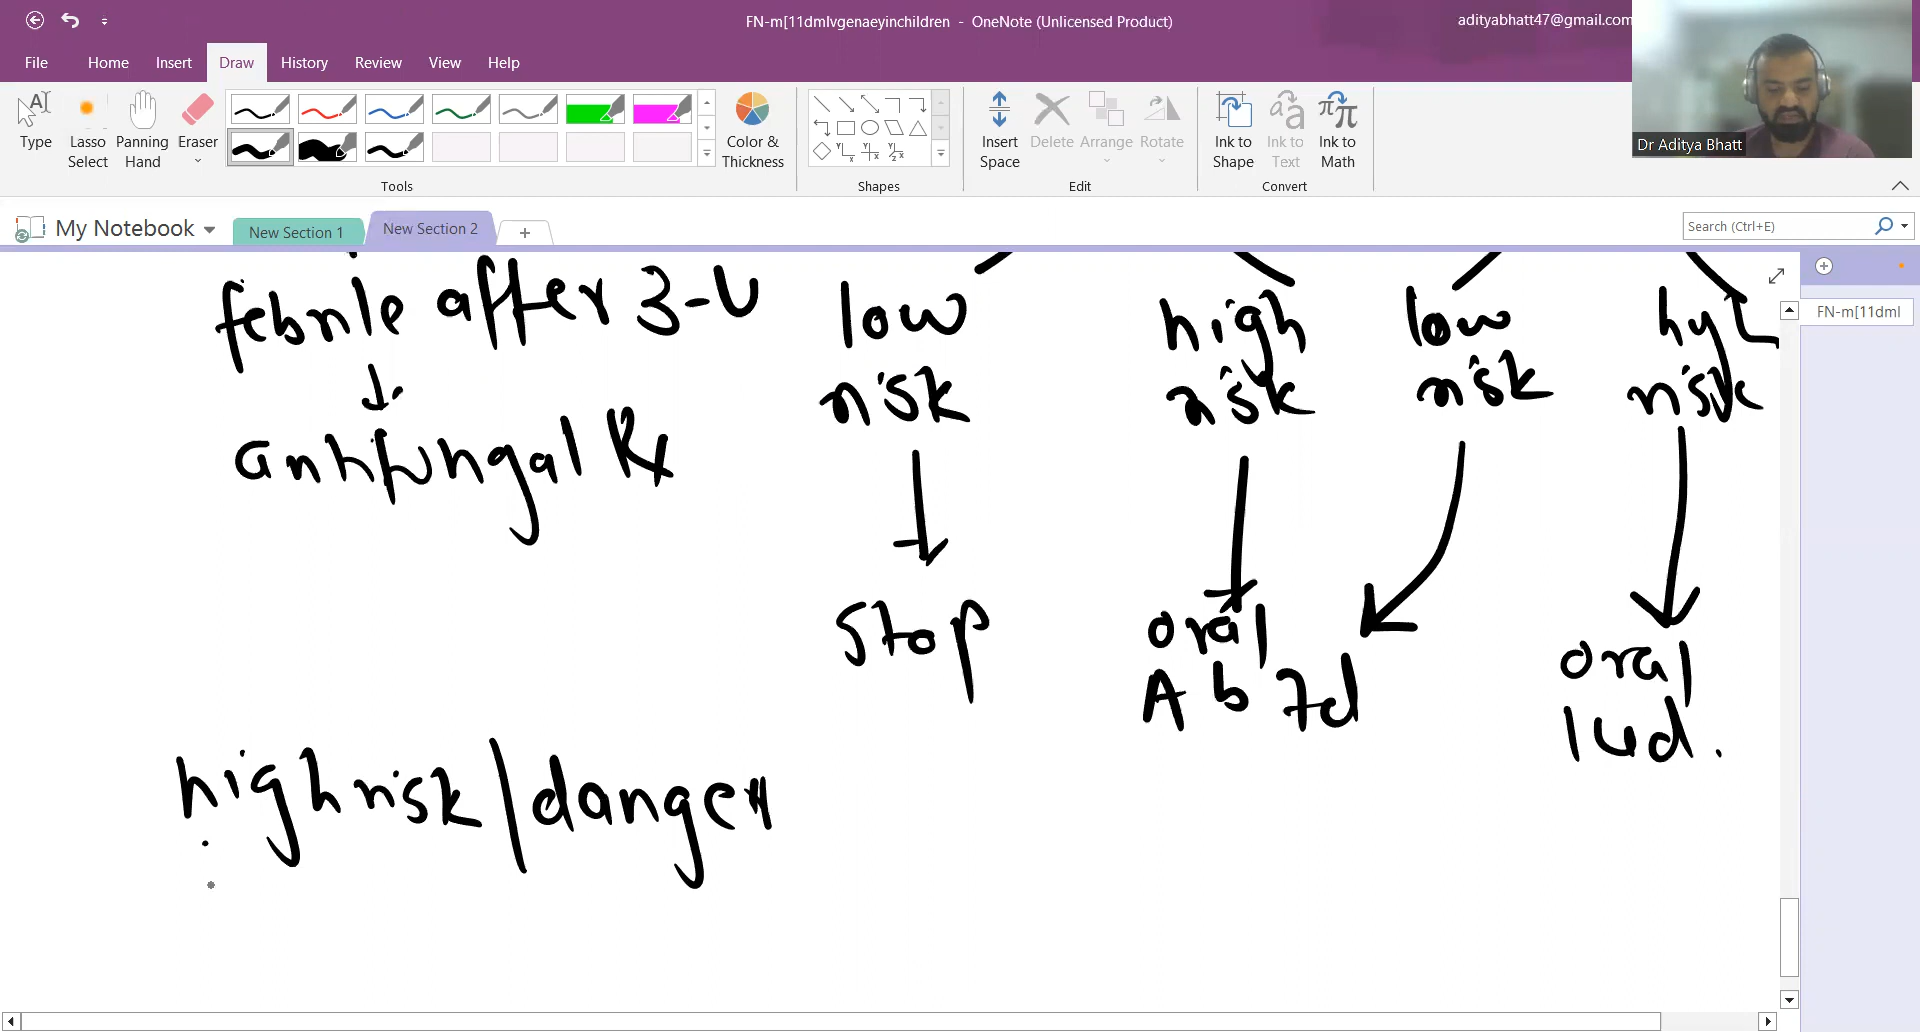 FN-m[11dmlvgenaeyinchildren - OneNote (Unlicensed Product)
adityabhatt47@gmail.com
File Home Insert Draw History Review View Help
Type
Lasso Select
Panning Hand
Eraser
Color & Thickness
Insert Space
Delete
Arrange
Rotate
Ink to Shape
Ink to Text
Ink to Math
Tools
Shapes
Edit
Convert
Dr Aditya Bhatt
My Notebook
New Section 1
New Section 2
Search (Ctrl+E)
FN-m[11dml
febrile after 3-
antifungal Rx
low
risk
stop
high
risk
oral
Ab 7d
low
risk
risk
oral
14d.
high risk/danger